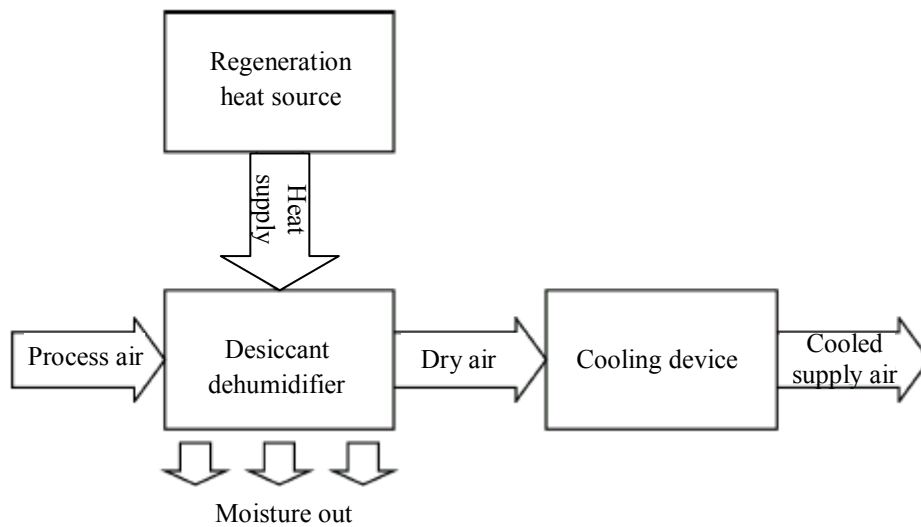 Regeneration
heat source
Heat
supply
Process air
Desiccant
dehumidifier
Dry air
Cooling device
Cooled
supply air
Moisture out